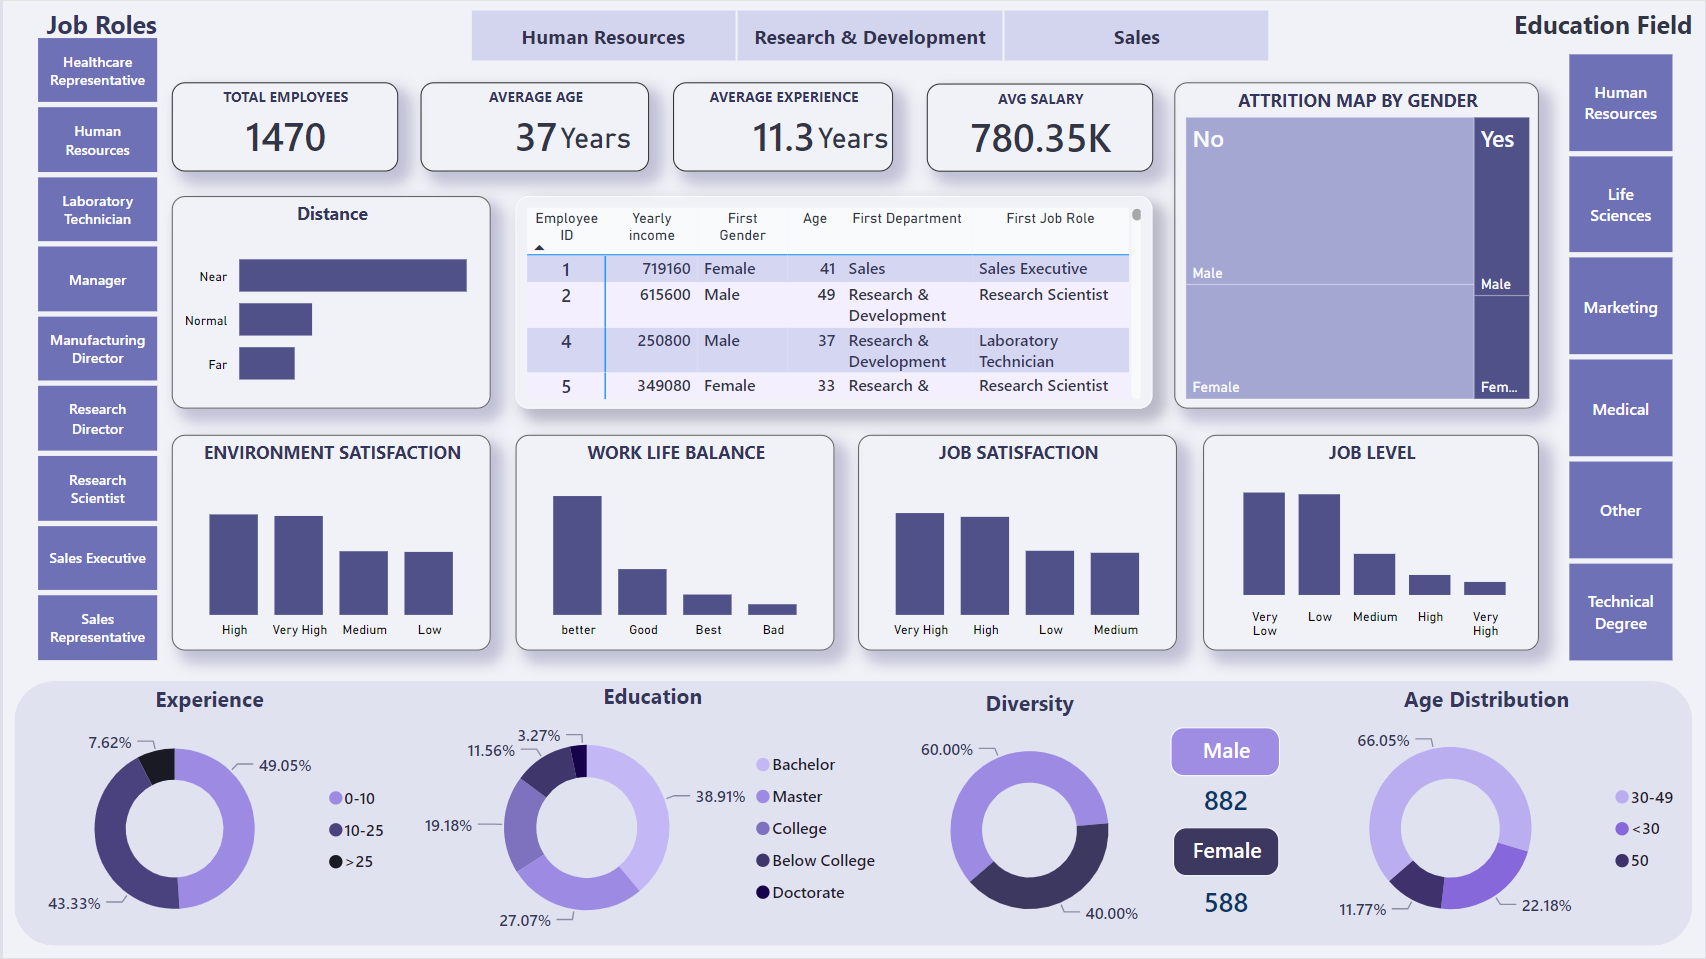 Job Roles
Healthcare
Representative
Human
Resources
Laboratory
Technician
Manager
Manufacturing
Director
Research
Director
Research
Scientist
Sales Executive
Sales
Representative
Human Resources
Research & Development
Sales
Education Field
Human
Resources
Life
Sciences
Marketing
Medical
Other
Technical
Degree
TOTAL EMPLOYEES
1470
AVERAGE AGE
37 Years
AVERAGE EXPERIENCE
11.3 Years
AVG SALARY
780.35K
ATTRITION MAP BY GENDER
No
Yes
Male
Male
Female
Fem...
Distance
Near
Normal
Far
Employee ID Yearly income First Gender Age First Department First Job Role
1 719160 Female 41 Sales Sales Executive
2 615600 Male 49 Research & Research Scientist
Development
4 250800 Male 37 Research & Laboratory
Development Technician
5 349080 Female 33 Research & Research Scientist
ENVIRONMENT SATISFACTION
High Very High Medium Low
WORK LIFE BALANCE
better Good Best Bad
JOB SATISFACTION
Very High High Low Medium
JOB LEVEL
Very Low Low Medium High Very High
Experience
7.62%
49.05%
43.33%
0-10
10-25
>25
Education
3.27%
11.56%
38.91%
19.18%
27.07%
Bachelor
Master
College
Below College
Doctorate
Diversity
60.00%
40.00%
Male
882
Female
588
Age Distribution
66.05%
11.77%
22.18%
30-49
<30
50